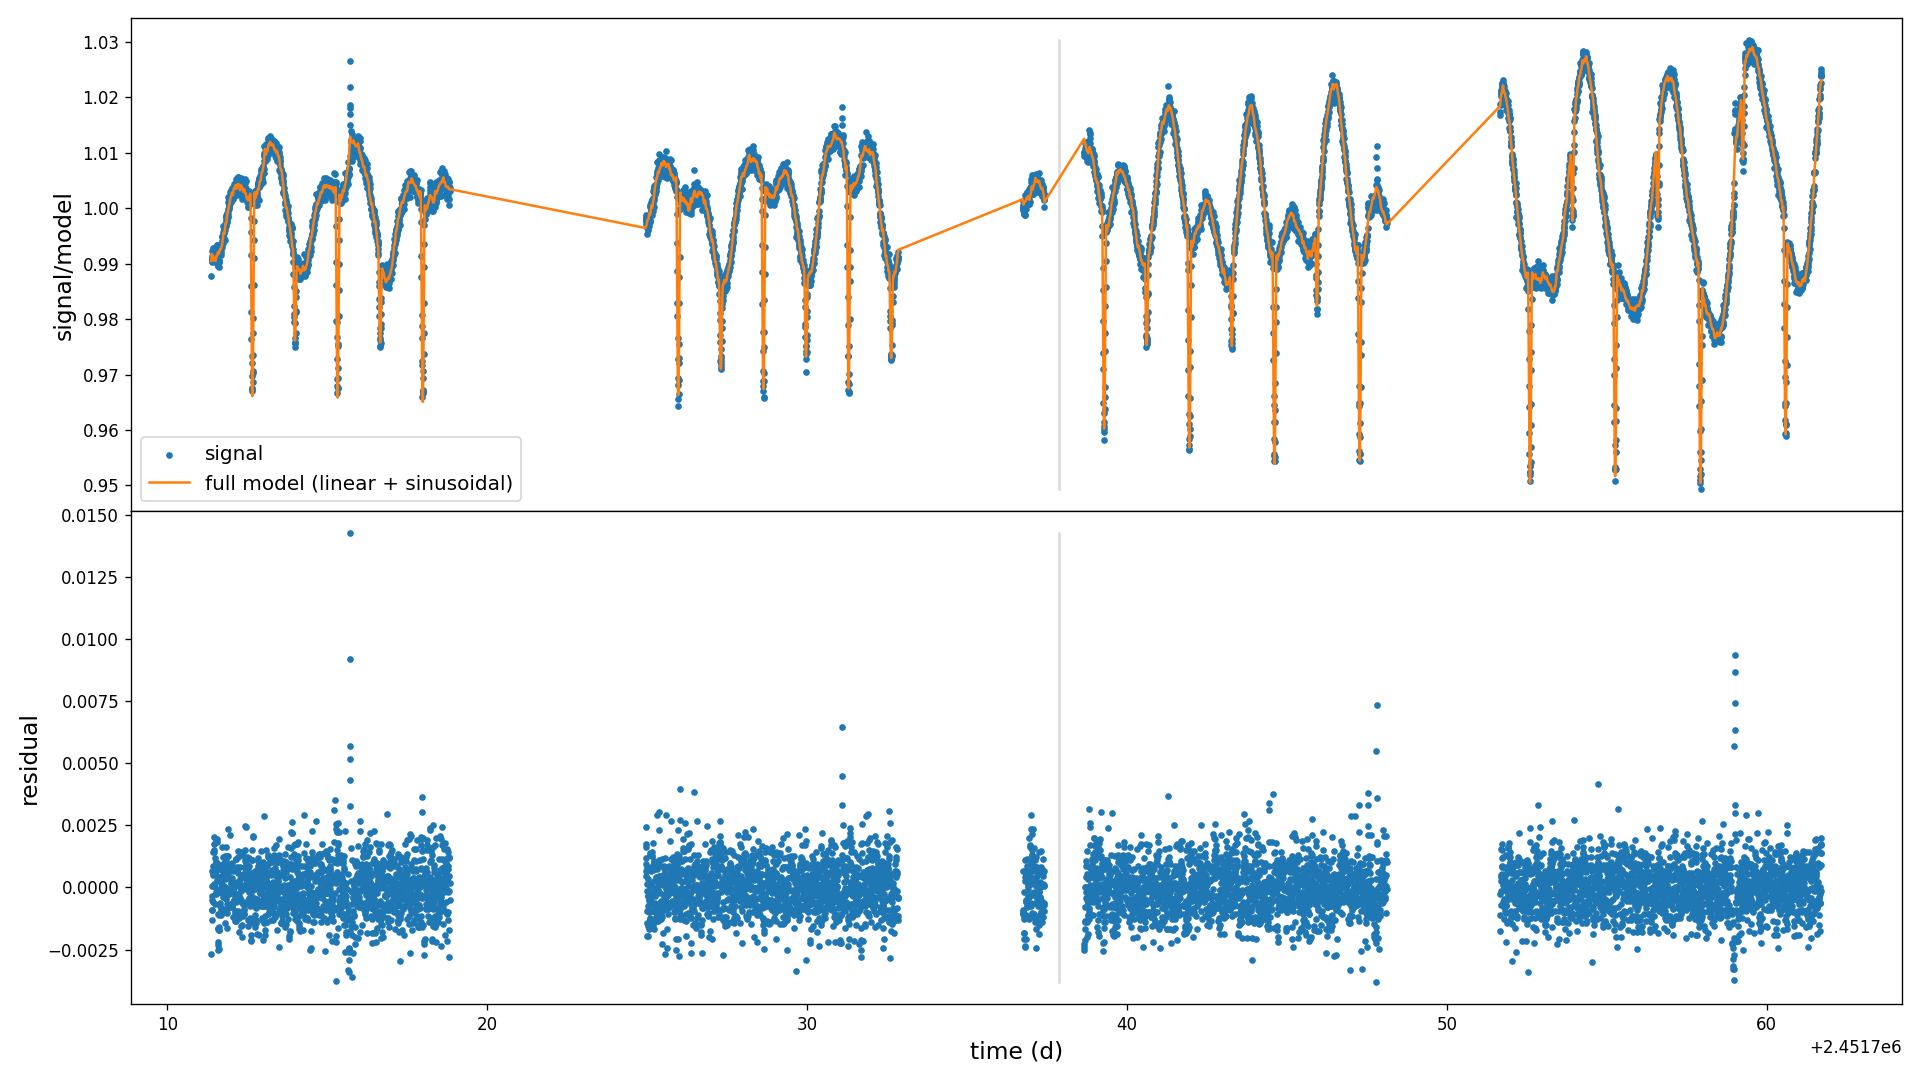 1.03
1.02
1.01
1.00
0.99
0.98
0.97
0.96
0.95
signal/model
signal
full model (linear + sinusoidal)
0.0150
0.0125
0.0100
0.0075
0.0050
0.0025
0.0000
−0.0025
residual
10 20 30 40 50 60
time (d)
+2.4517e6